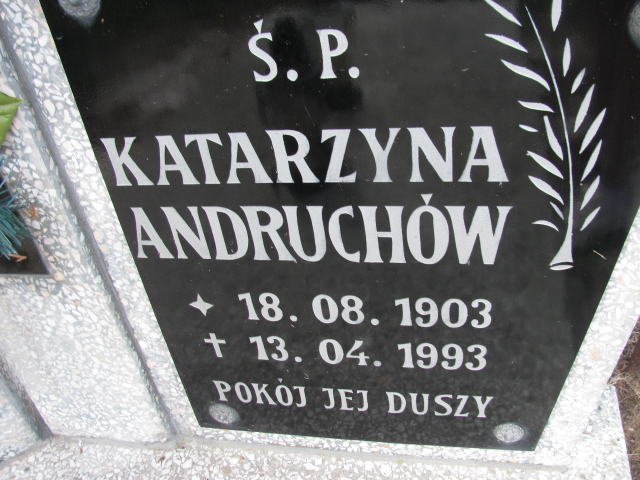 Ś. P.
KATARZYNA
ANDRUCHÓW
✦ 18. 08. 1903
✝ 13. 04. 1993
POKÓJ JEJ DUSZY